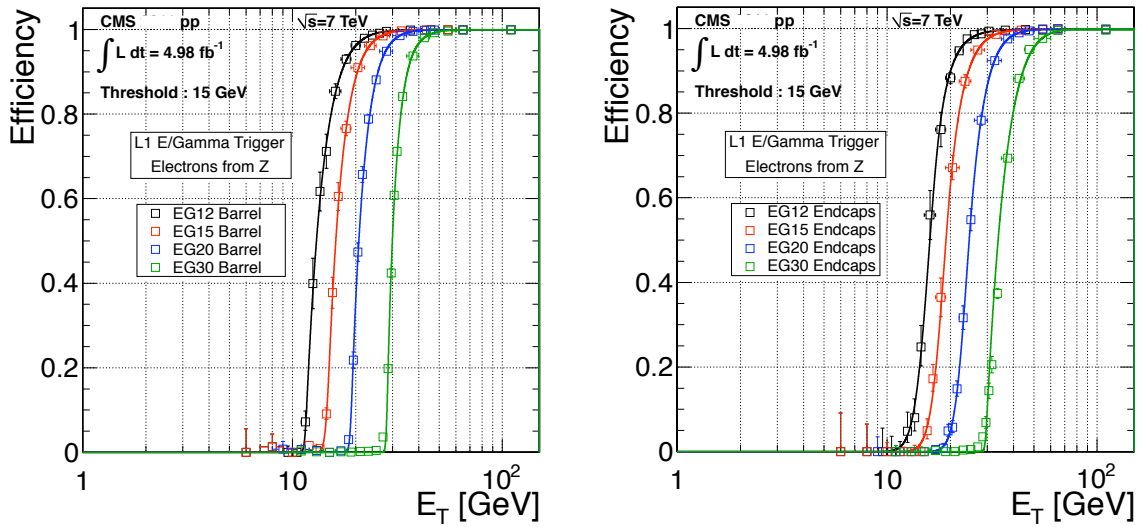 CMS pp √s=7 TeV
∫ L dt = 4.98 fb⁻¹
Threshold : 15 GeV
L1 E/Gamma Trigger
Electrons from Z
EG12 Barrel
EG15 Barrel
EG20 Barrel
EG30 Barrel
Efficiency
1
0.8
0.6
0.4
0.2
0
1 10 10²
E_T [GeV]
CMS pp √s=7 TeV
∫ L dt = 4.98 fb⁻¹
Threshold : 15 GeV
L1 E/Gamma Trigger
Electrons from Z
EG12 Endcaps
EG15 Endcaps
EG20 Endcaps
EG30 Endcaps
Efficiency
1
0.8
0.6
0.4
0.2
0
1 10 10²
E_T [GeV]